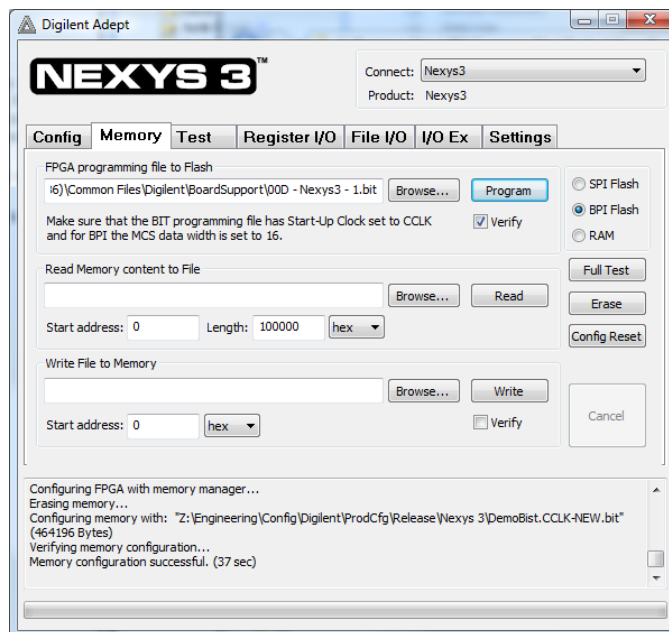 Digilent Adept
NEXYS 3™
Connect: Nexys3
Product: Nexys3
Config Memory Test Register I/O File I/O I/O Ex Settings
FPGA programming file to Flash
i6)\Common Files\Digilent\BoardSupport\00D - Nexys3 - 1.bit Browse... Program
Make sure that the BIT programming file has Start-Up Clock set to CCLK
and for BPI the MCS data width is set to 16.
Verify
SPI Flash
BPI Flash
RAM
Read Memory content to File
Browse... Read
Start address: 0 Length: 100000 hex
Full Test
Erase
Config Reset
Write File to Memory
Browse... Write
Start address: 0 hex
Verify
Cancel
Configuring FPGA with memory manager...
Erasing memory...
Configuring memory with: "Z:\Engineering\Config\Digilent\ProdCfg\Release\Nexys 3\DemoBist.CCLK-NEW.bit"
(464196 Bytes)
Verifying memory configuration...
Memory configuration successful. (37 sec)